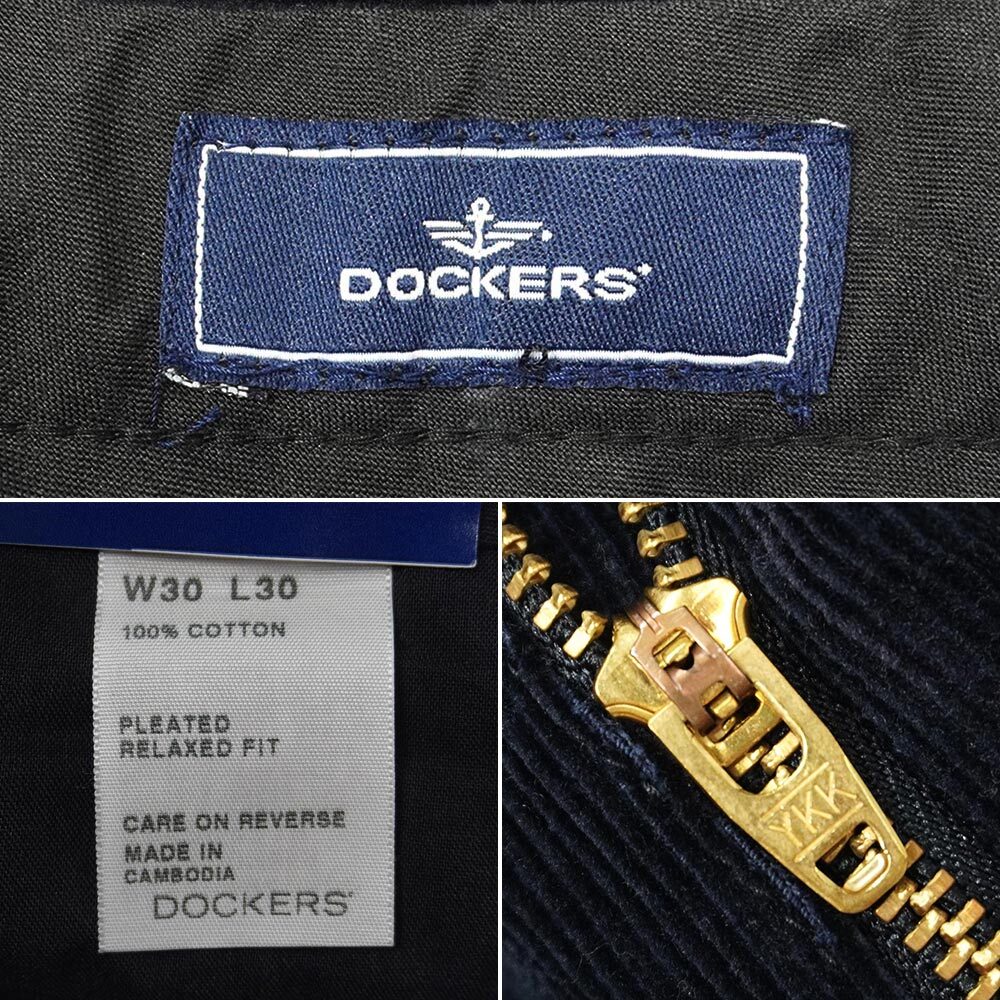 DOCKERS
W30 L30
100% COTTON
PLEATED
RELAXED FIT
CARE ON REVERSE
MADE IN
CAMBODIA
DOCKERS
YKK